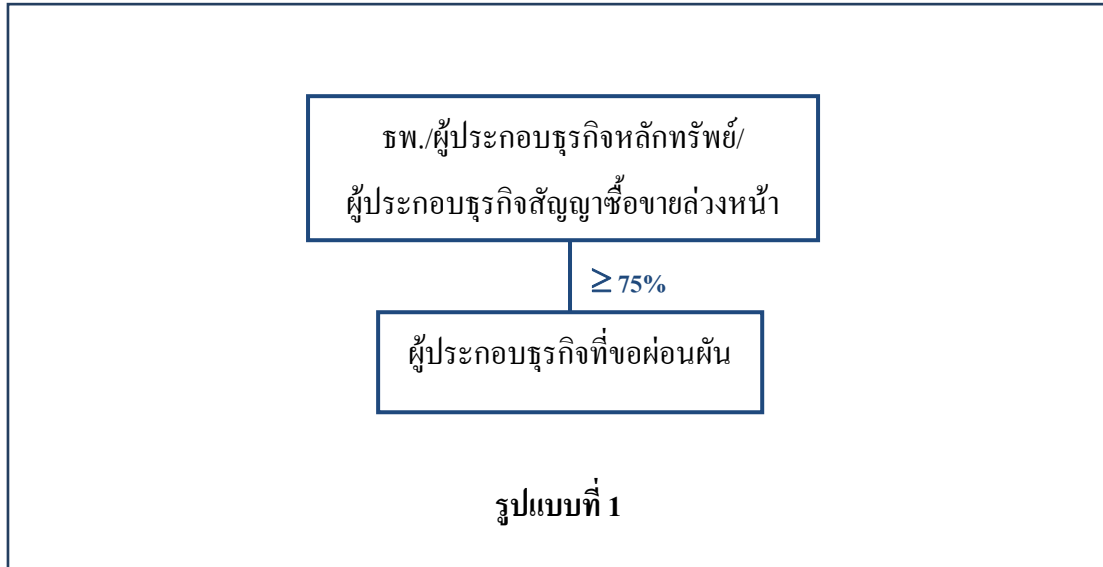 ธพ./ผู้ประกอบธุรกิจหลักทรัพย์/
ผู้ประกอบธุรกิจสัญญาซื้อขายล่วงหน้า
≥ 75%
ผู้ประกอบธุรกิจที่ขอผ่อนผัน
รูปแบบที่ 1